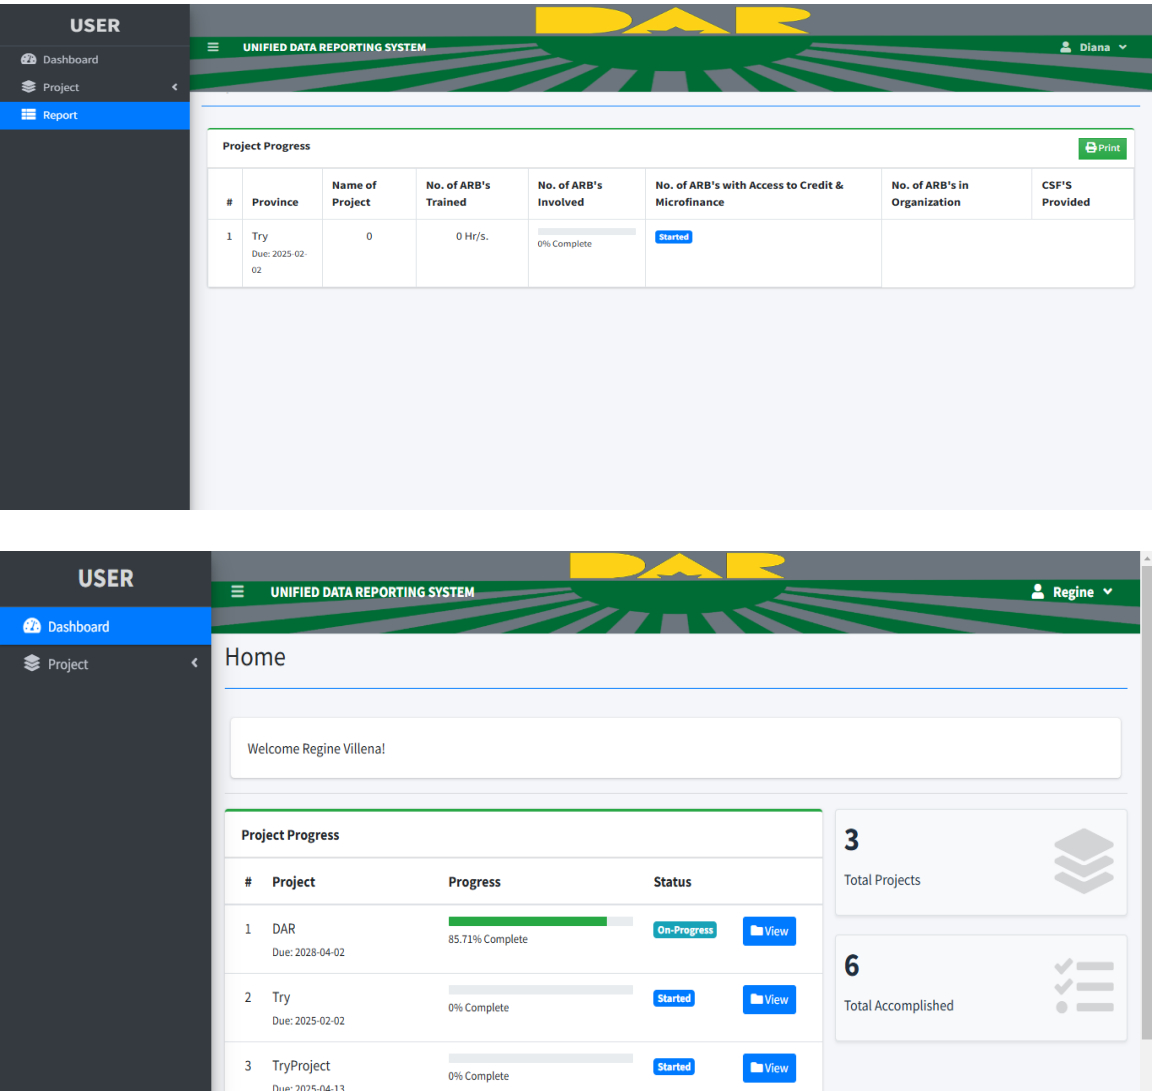 USER
DAR
UNIFIED DATA REPORTING SYSTEM
Diana
Dashboard
Project
Report
Project Progress
Print
# Province Name of Project No. of ARB's Trained No. of ARB's Involved No. of ARB's with Access to Credit & Microfinance No. of ARB's in Organization CSF'S Provided
1 Try 0 0 Hr/s. 0% Complete Started
Due: 2025-02-
02
USER
DAR
UNIFIED DATA REPORTING SYSTEM
Regine
Dashboard
Project
Home
Welcome Regine Villena!
Project Progress
# Project Progress Status
1 DAR 85.71% Complete On-Progress View
Due: 2028-04-02
2 Try 0% Complete Started View
Due: 2025-02-02
3 TryProject 0% Complete Started View
Due: 2025-04-13
3
Total Projects
6
Total Accomplished